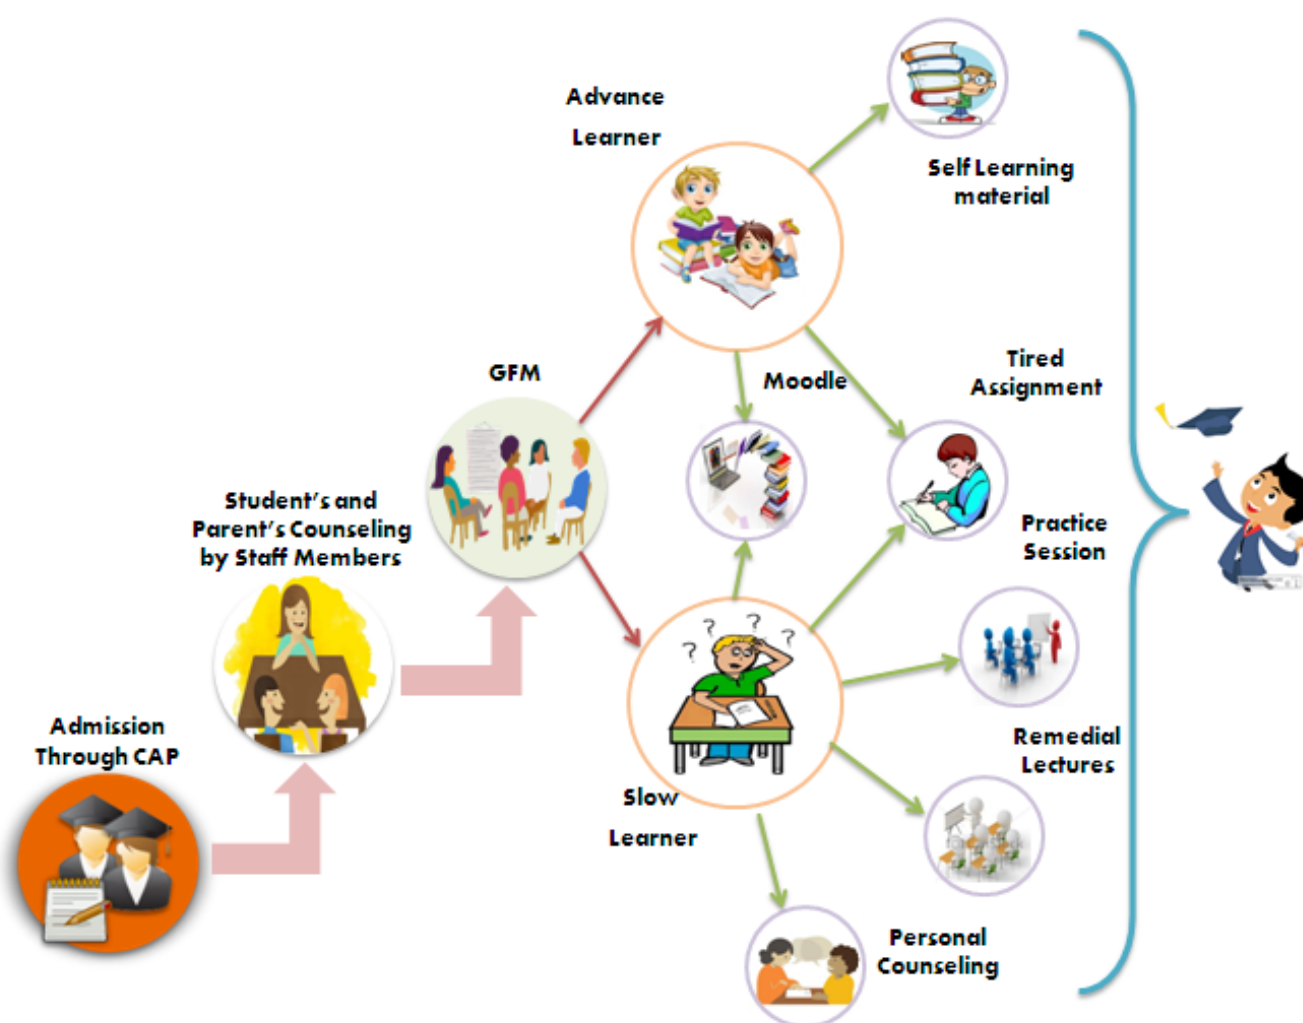 Advance
Learner
Self Learning
material
GFM
Moodle
Tired
Assignment
Student's and
Parent's Counseling
by Staff Members
Practice
Session
Admission
Through CAP
Remedial
Lectures
Slow
Learner
Personal
Counseling
? ? ? ?